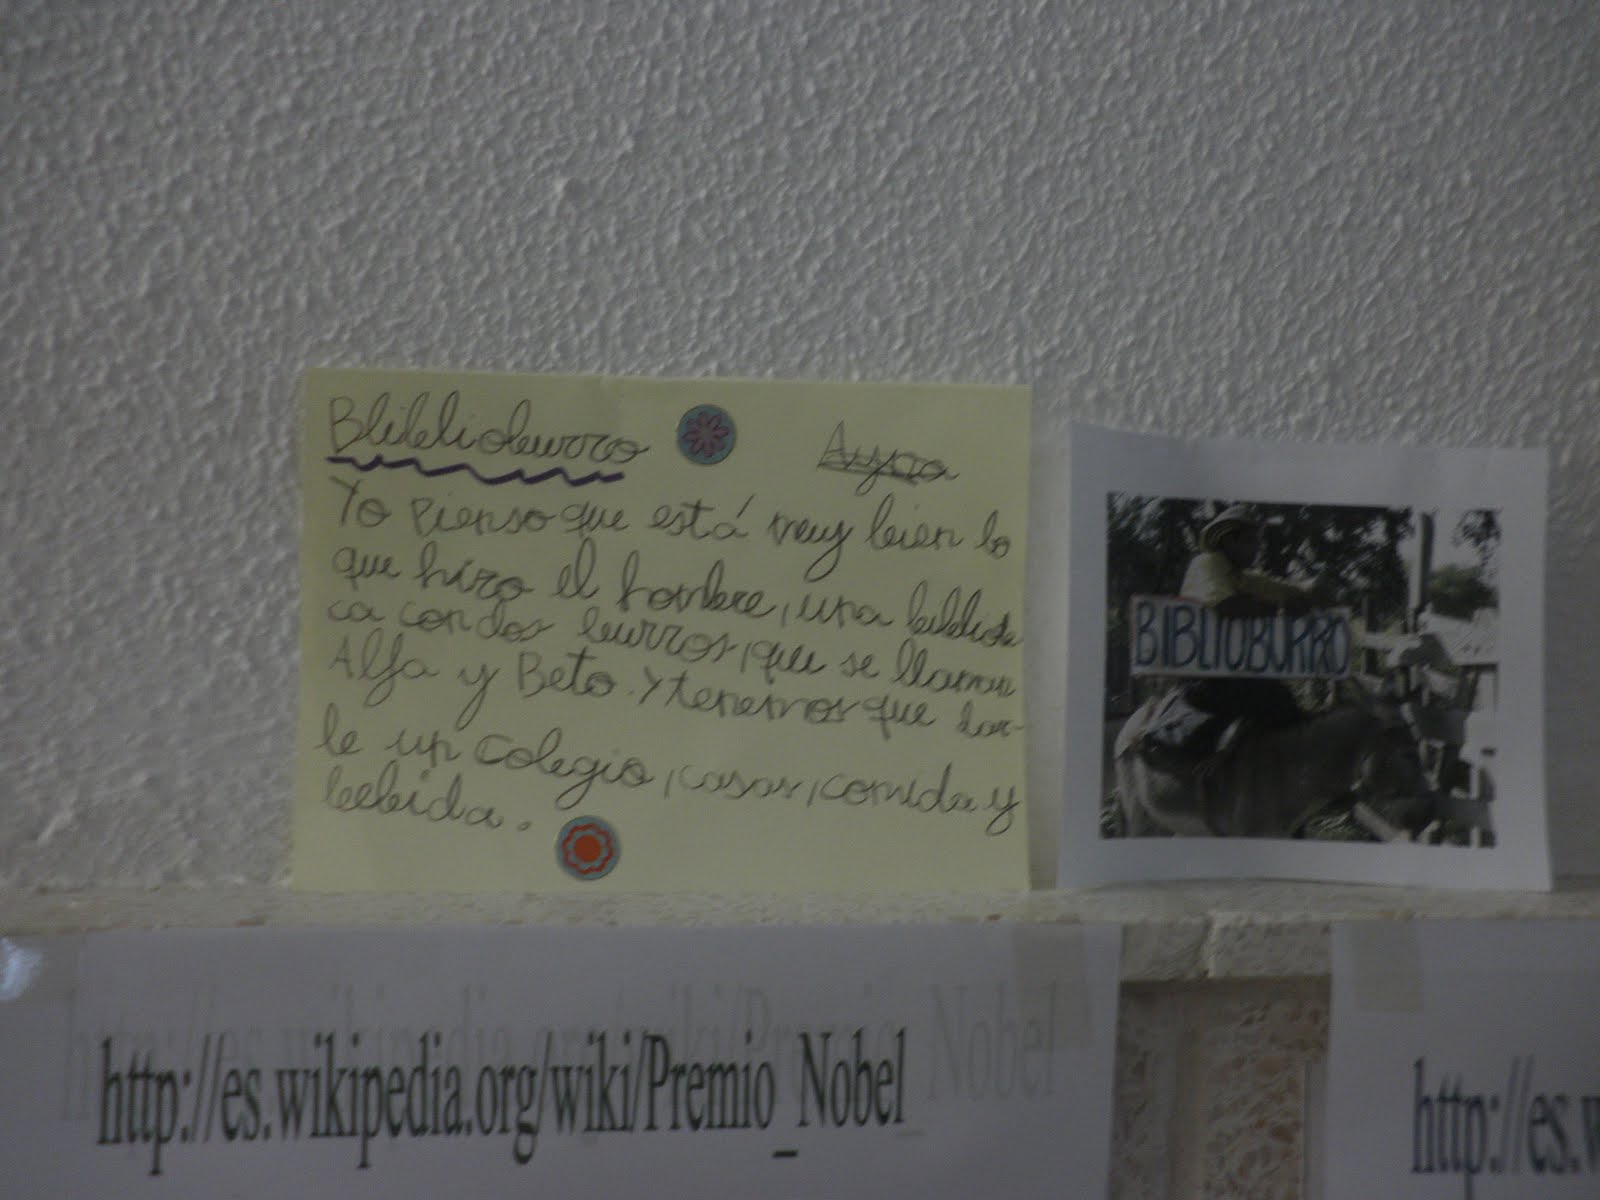 Bliblioburro
Yo pienso que está muy bien lo
que hizo el hombre, una bibliote
ca con dos burros, que se llaman
Alfa y Beto. Y tenemos que dar-
le un colegio, casas, comida y
bebida.
BIBLIOBURRO
http://es.wikipedia.org/wiki/Premio_Nobel
http://es.w